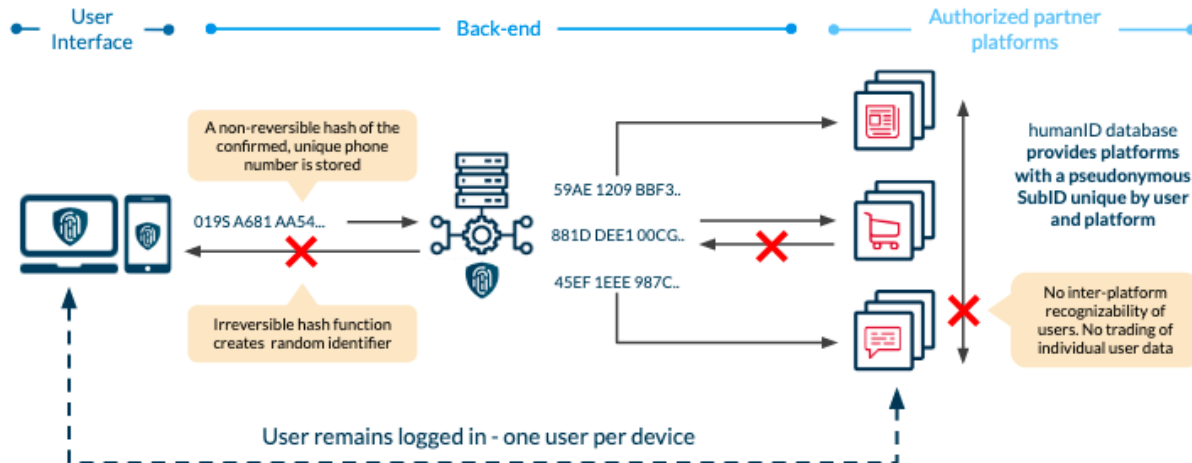 User
Interface
Back-end
Authorized partner
platforms
A non-reversible hash of the
confirmed, unique phone
number is stored
019S A681 AA54...
Irreversible hash function
creates random identifier
59AE 1209 BBF3..
881D DEE1 00CG..
45EF 1EEE 987C..
humanID database
provides platforms
with a pseudonymous
SubID unique by user
and platform
No inter-platform
recognizability of
users. No trading of
individual user data
User remains logged in - one user per device